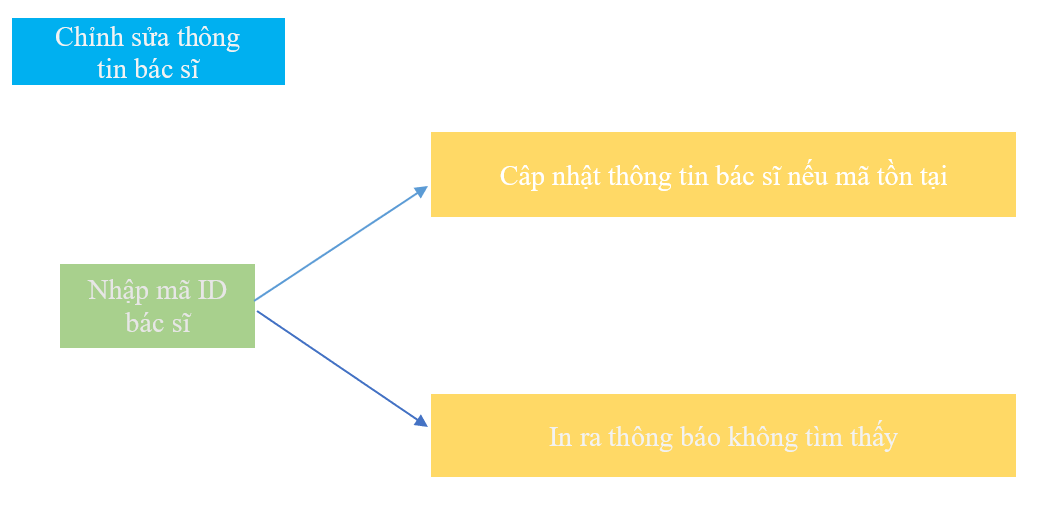 Chỉnh sửa thông
tin bác sĩ
Câp nhật thông tin bác sĩ nếu mã tồn tại
Nhập mã ID
bác sĩ
In ra thông báo không tìm thấy